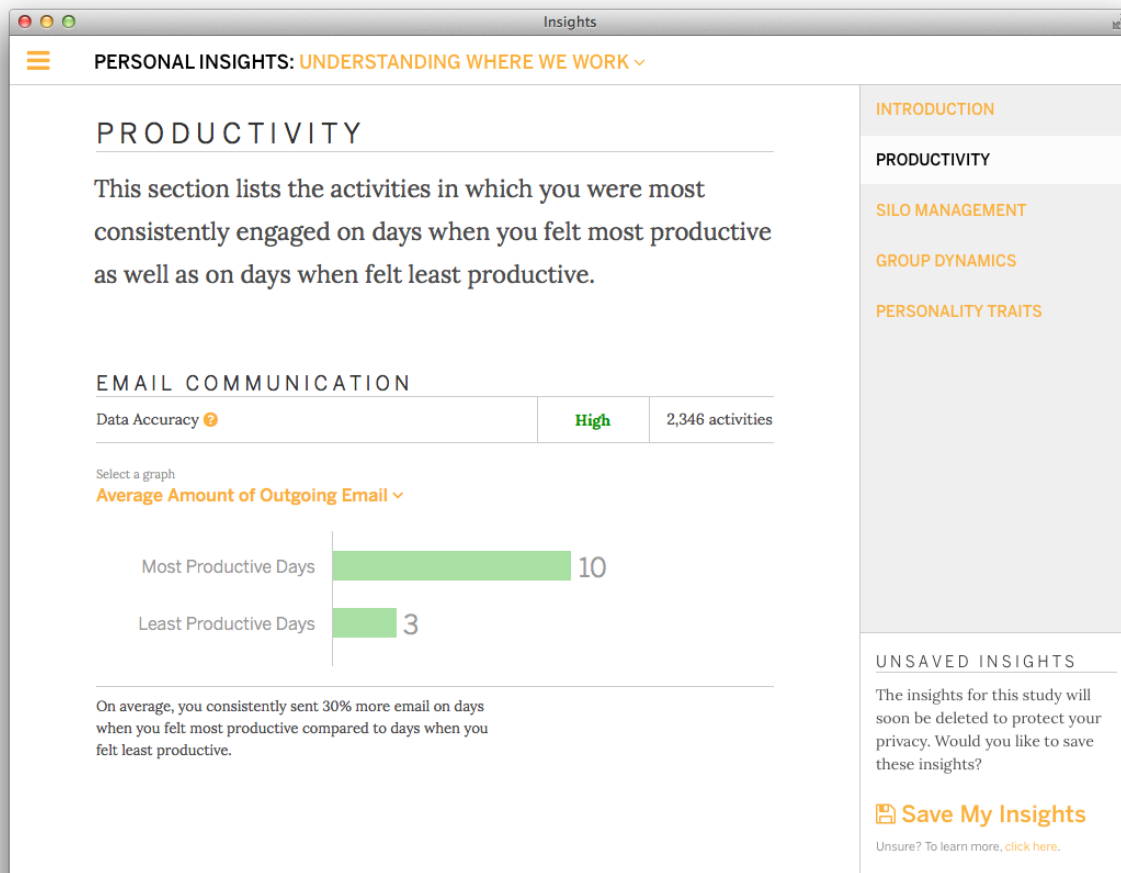 Insights
PERSONAL INSIGHTS: UNDERSTANDING WHERE WE WORK
PRODUCTIVITY
This section lists the activities in which you were most
consistently engaged on days when you felt most productive
as well as on days when felt least productive.
EMAIL COMMUNICATION
Data Accuracy ? High 2,346 activities
Select a graph
Average Amount of Outgoing Email
Most Productive Days 10
Least Productive Days 3
On average, you consistently sent 30% more email on days
when you felt most productive compared to days when you
felt least productive.
INTRODUCTION
PRODUCTIVITY
SILO MANAGEMENT
GROUP DYNAMICS
PERSONALITY TRAITS
UNSAVED INSIGHTS
The insights for this study will
soon be deleted to protect your
privacy. Would you like to save
these insights?
Save My Insights
Unsure? To learn more, click here.